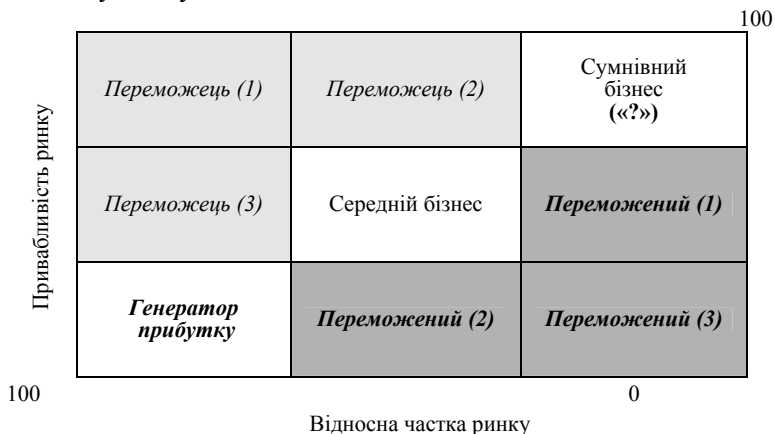 100
Переможець (1)
Переможець (2)
Сумнівний
бізнес
(«?»)
Привабливість ринку
Переможець (3)
Середній бізнес
Переможений (1)
Генератор
прибутку
Переможений (2)
Переможений (3)
100
0
Відносна частка ринку